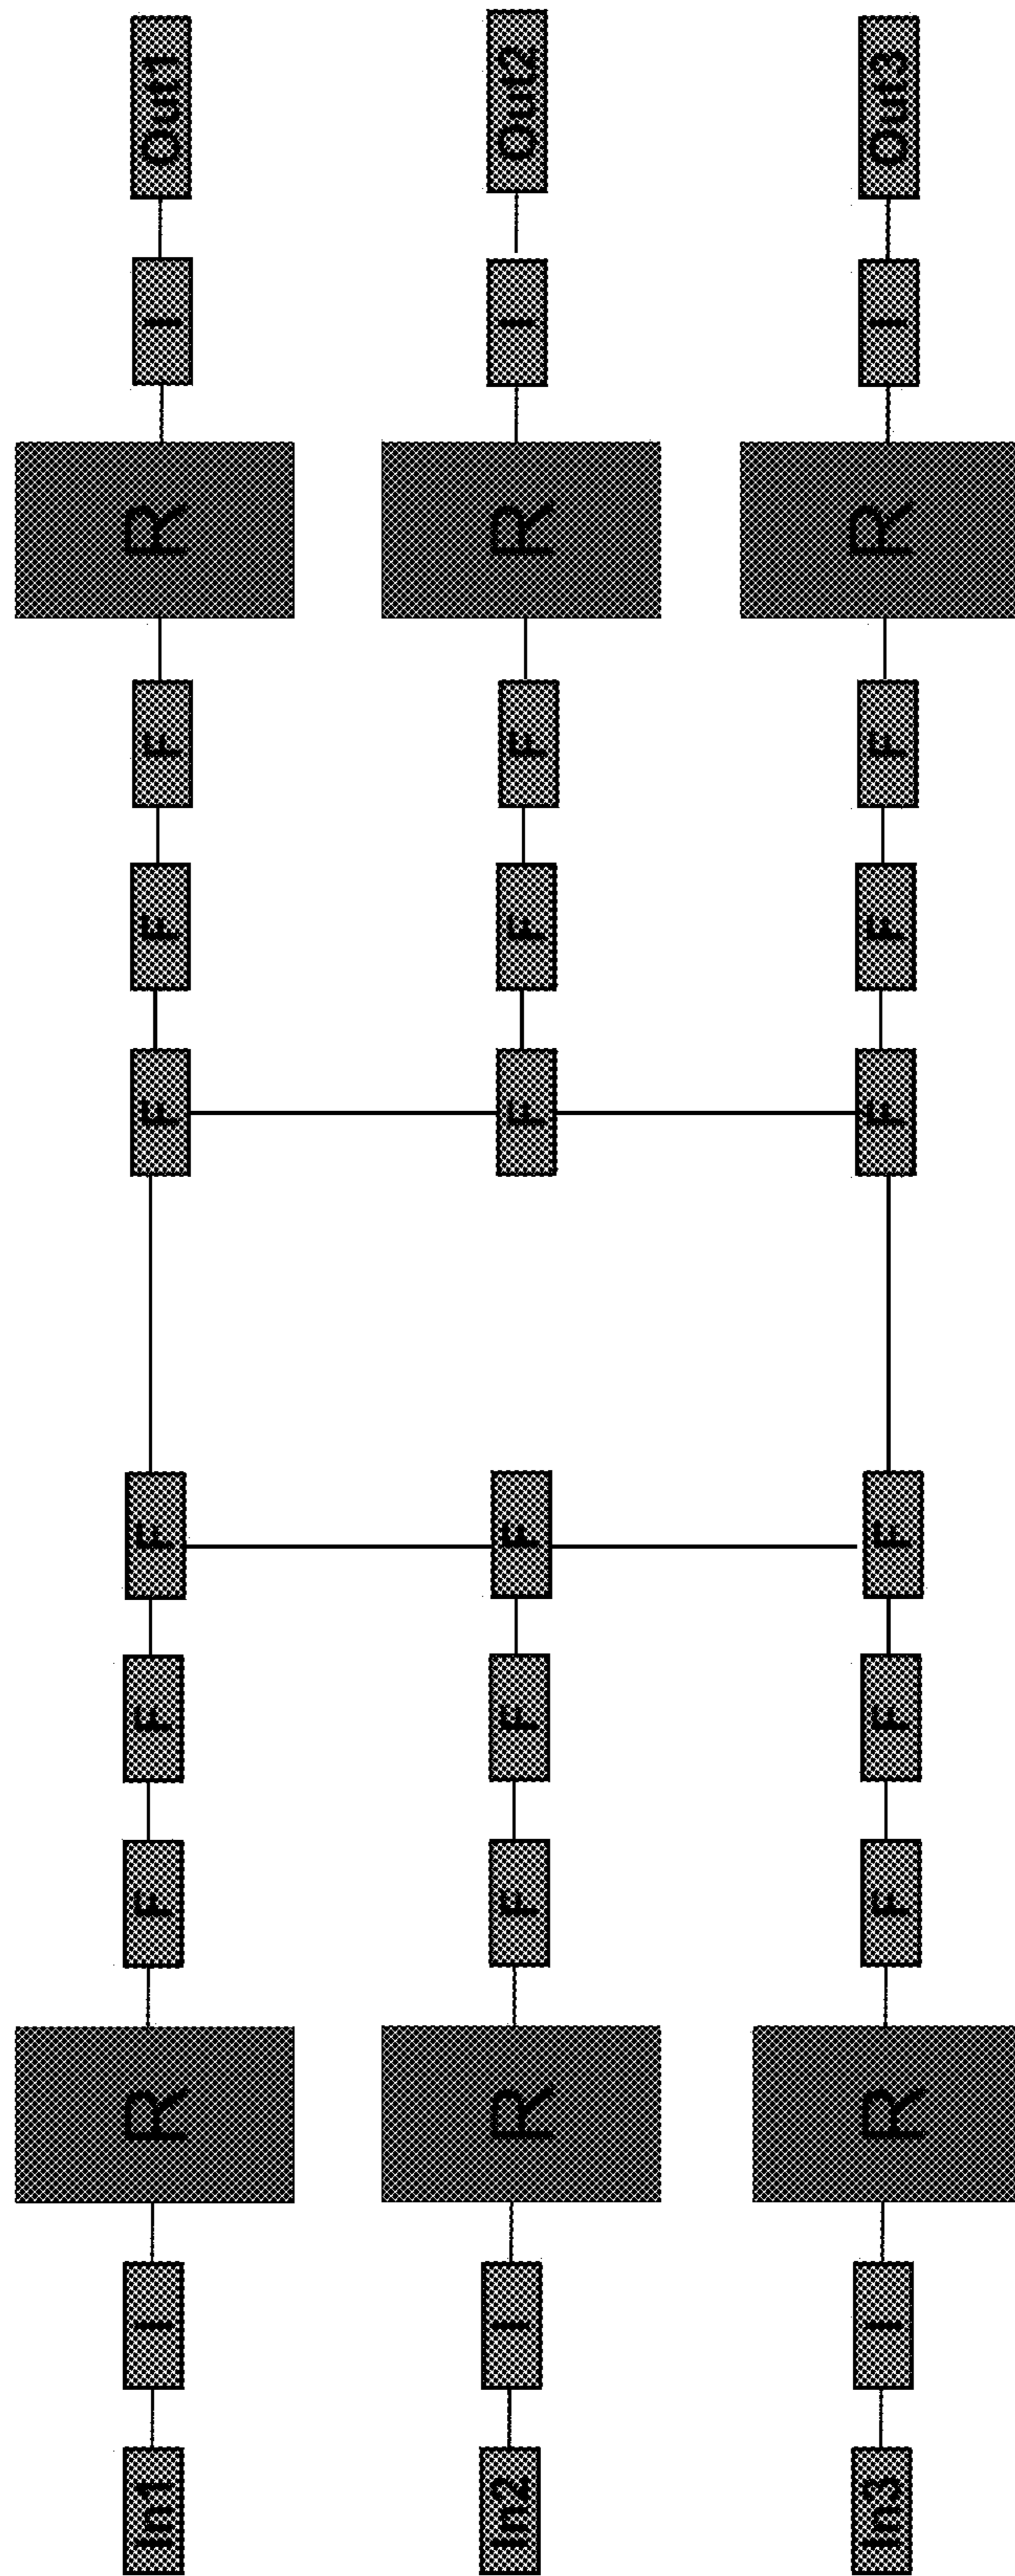 In1 I R F F F F F F R I Out1
In2 I R F F F F F F R I Out2
In3 I R F F F F F F R I Out3